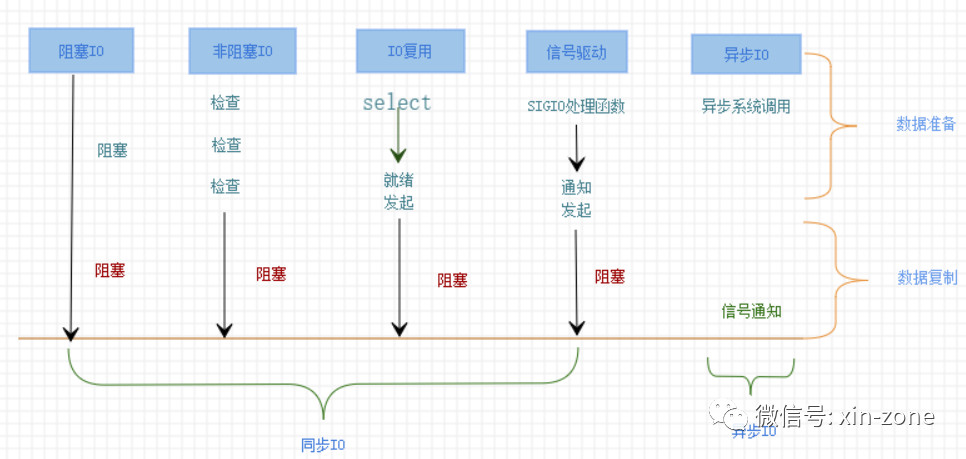 阻塞IO
非阻塞IO
IO复用
信号驱动
异步IO
检查
select
SIGIO处理函数
异步系统调用
数据准备
阻塞
检查
检查
就绪
发起
通知
发起
阻塞
阻塞
阻塞
阻塞
数据复制
信号通知
同步IO
微信号: xin-zone
异步IO